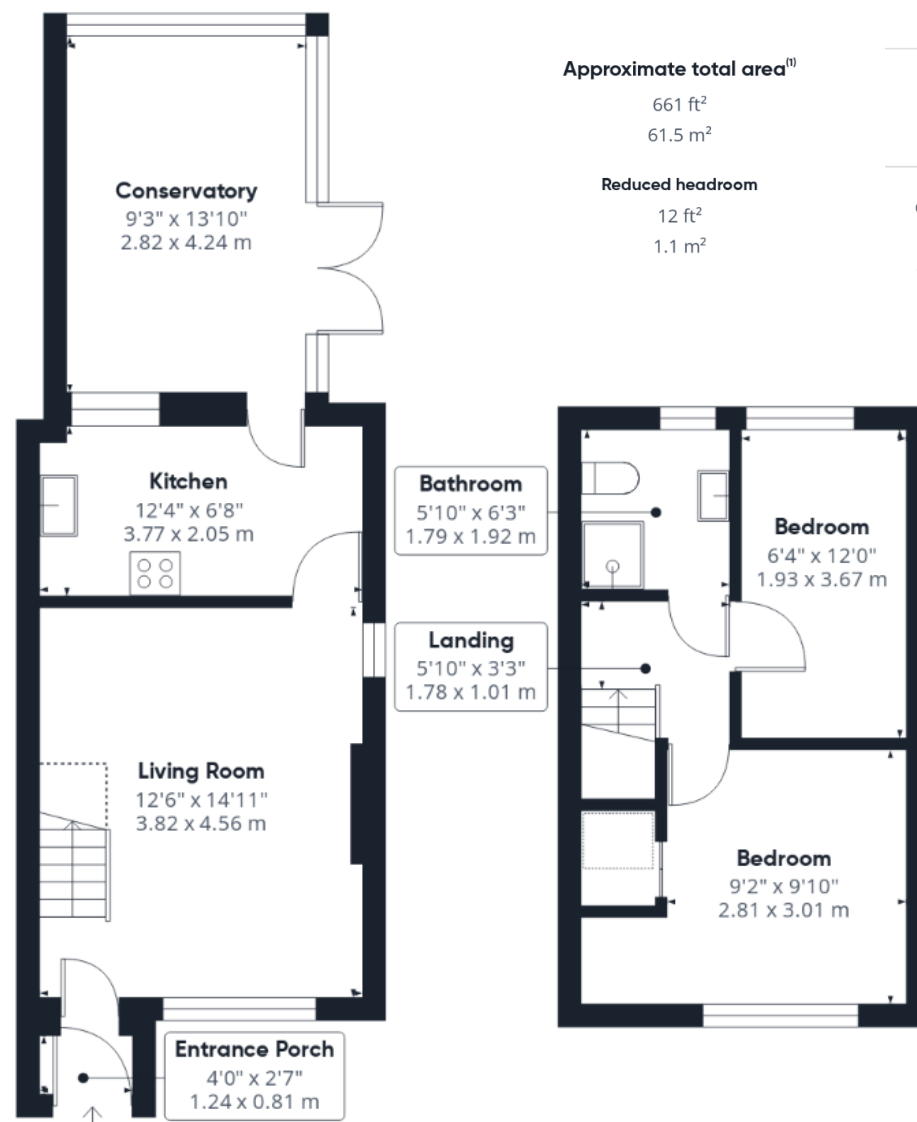 Approximate total area(1)
661 ft²
61.5 m²
Reduced headroom
12 ft²
1.1 m²
Conservatory
9'3" x 13'10"
2.82 x 4.24 m
Kitchen
12'4" x 6'8"
3.77 x 2.05 m
Living Room
12'6" x 14'11"
3.82 x 4.56 m
Entrance Porch
4'0" x 2'7"
1.24 x 0.81 m
Bathroom
5'10" x 6'3"
1.79 x 1.92 m
Landing
5'10" x 3'3"
1.78 x 1.01 m
Bedroom
6'4" x 12'0"
1.93 x 3.67 m
Bedroom
9'2" x 9'10"
2.81 x 3.01 m